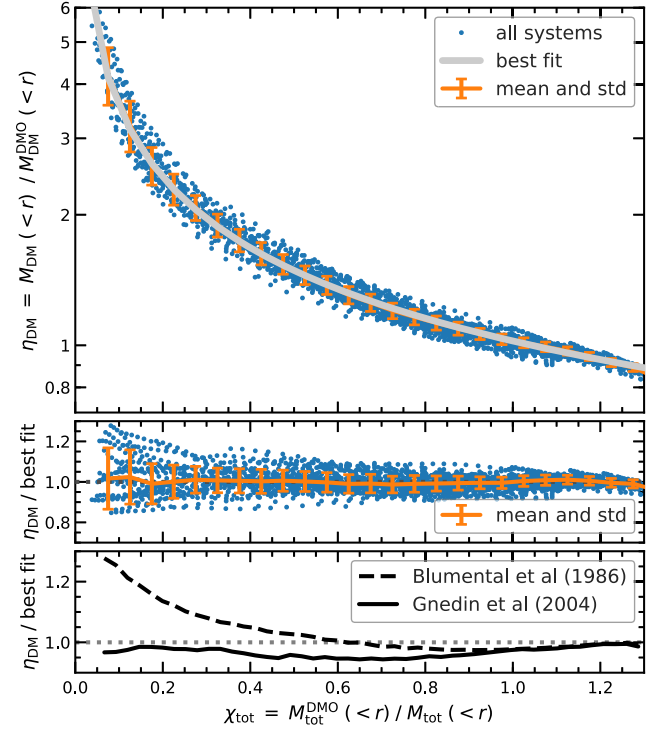 6
4
3
2
1
0.8
η_DM = M_DM (< r) / M_DM^DMO (< r)
all systems
best fit
mean and std
1.2
1.0
0.8
η_DM / best fit
mean and std
1.2
1.0
η_DM / best fit
Blumental et al (1986)
Gnedin et al (2004)
0.0 0.2 0.4 0.6 0.8 1.0 1.2
χ_tot = M_tot^DMO (< r) / M_tot (< r)